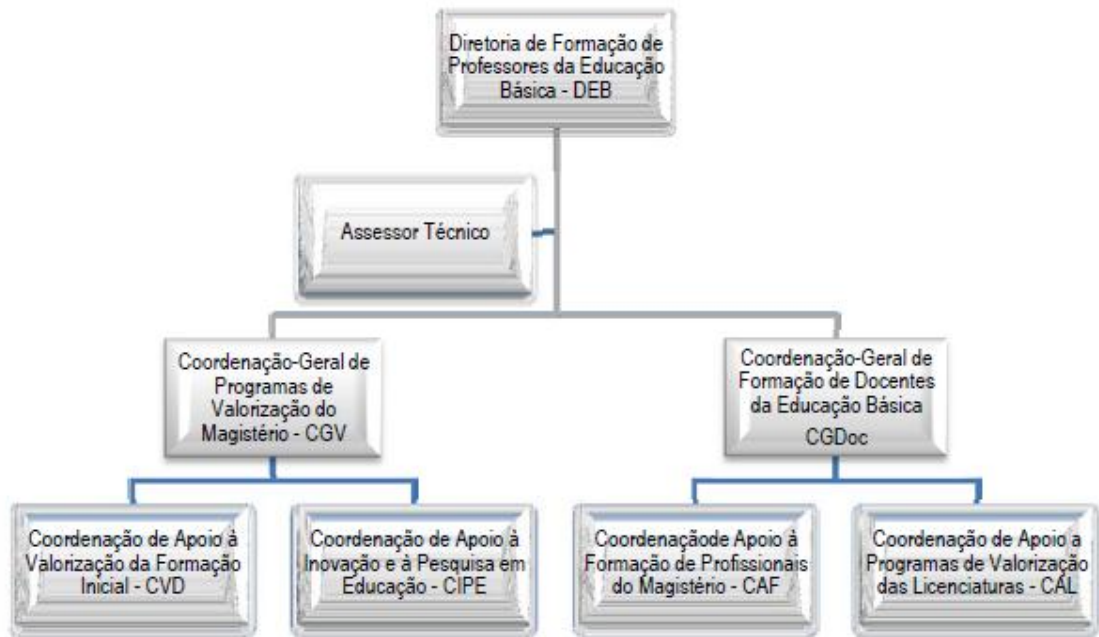 Diretoria de Formação de
Professores da Educação
Básica - DEB
Assessor Técnico
Coordenação-Geral de
Programas de
Valorização do
Magistério - CGV
Coordenação-Geral de
Formação de Docentes
da Educação Básica
CGDoc
Coordenação de Apoio à
Valorização da Formação
Inicial - CVD
Coordenação de Apoio à
Inovação e à Pesquisa em
Educação - CIPE
Coordenaçãode Apoio à
Formação de Profissionais
do Magistério - CAF
Coordenação de Apoio a
Programas de Valorização
das Licenciaturas - CAL